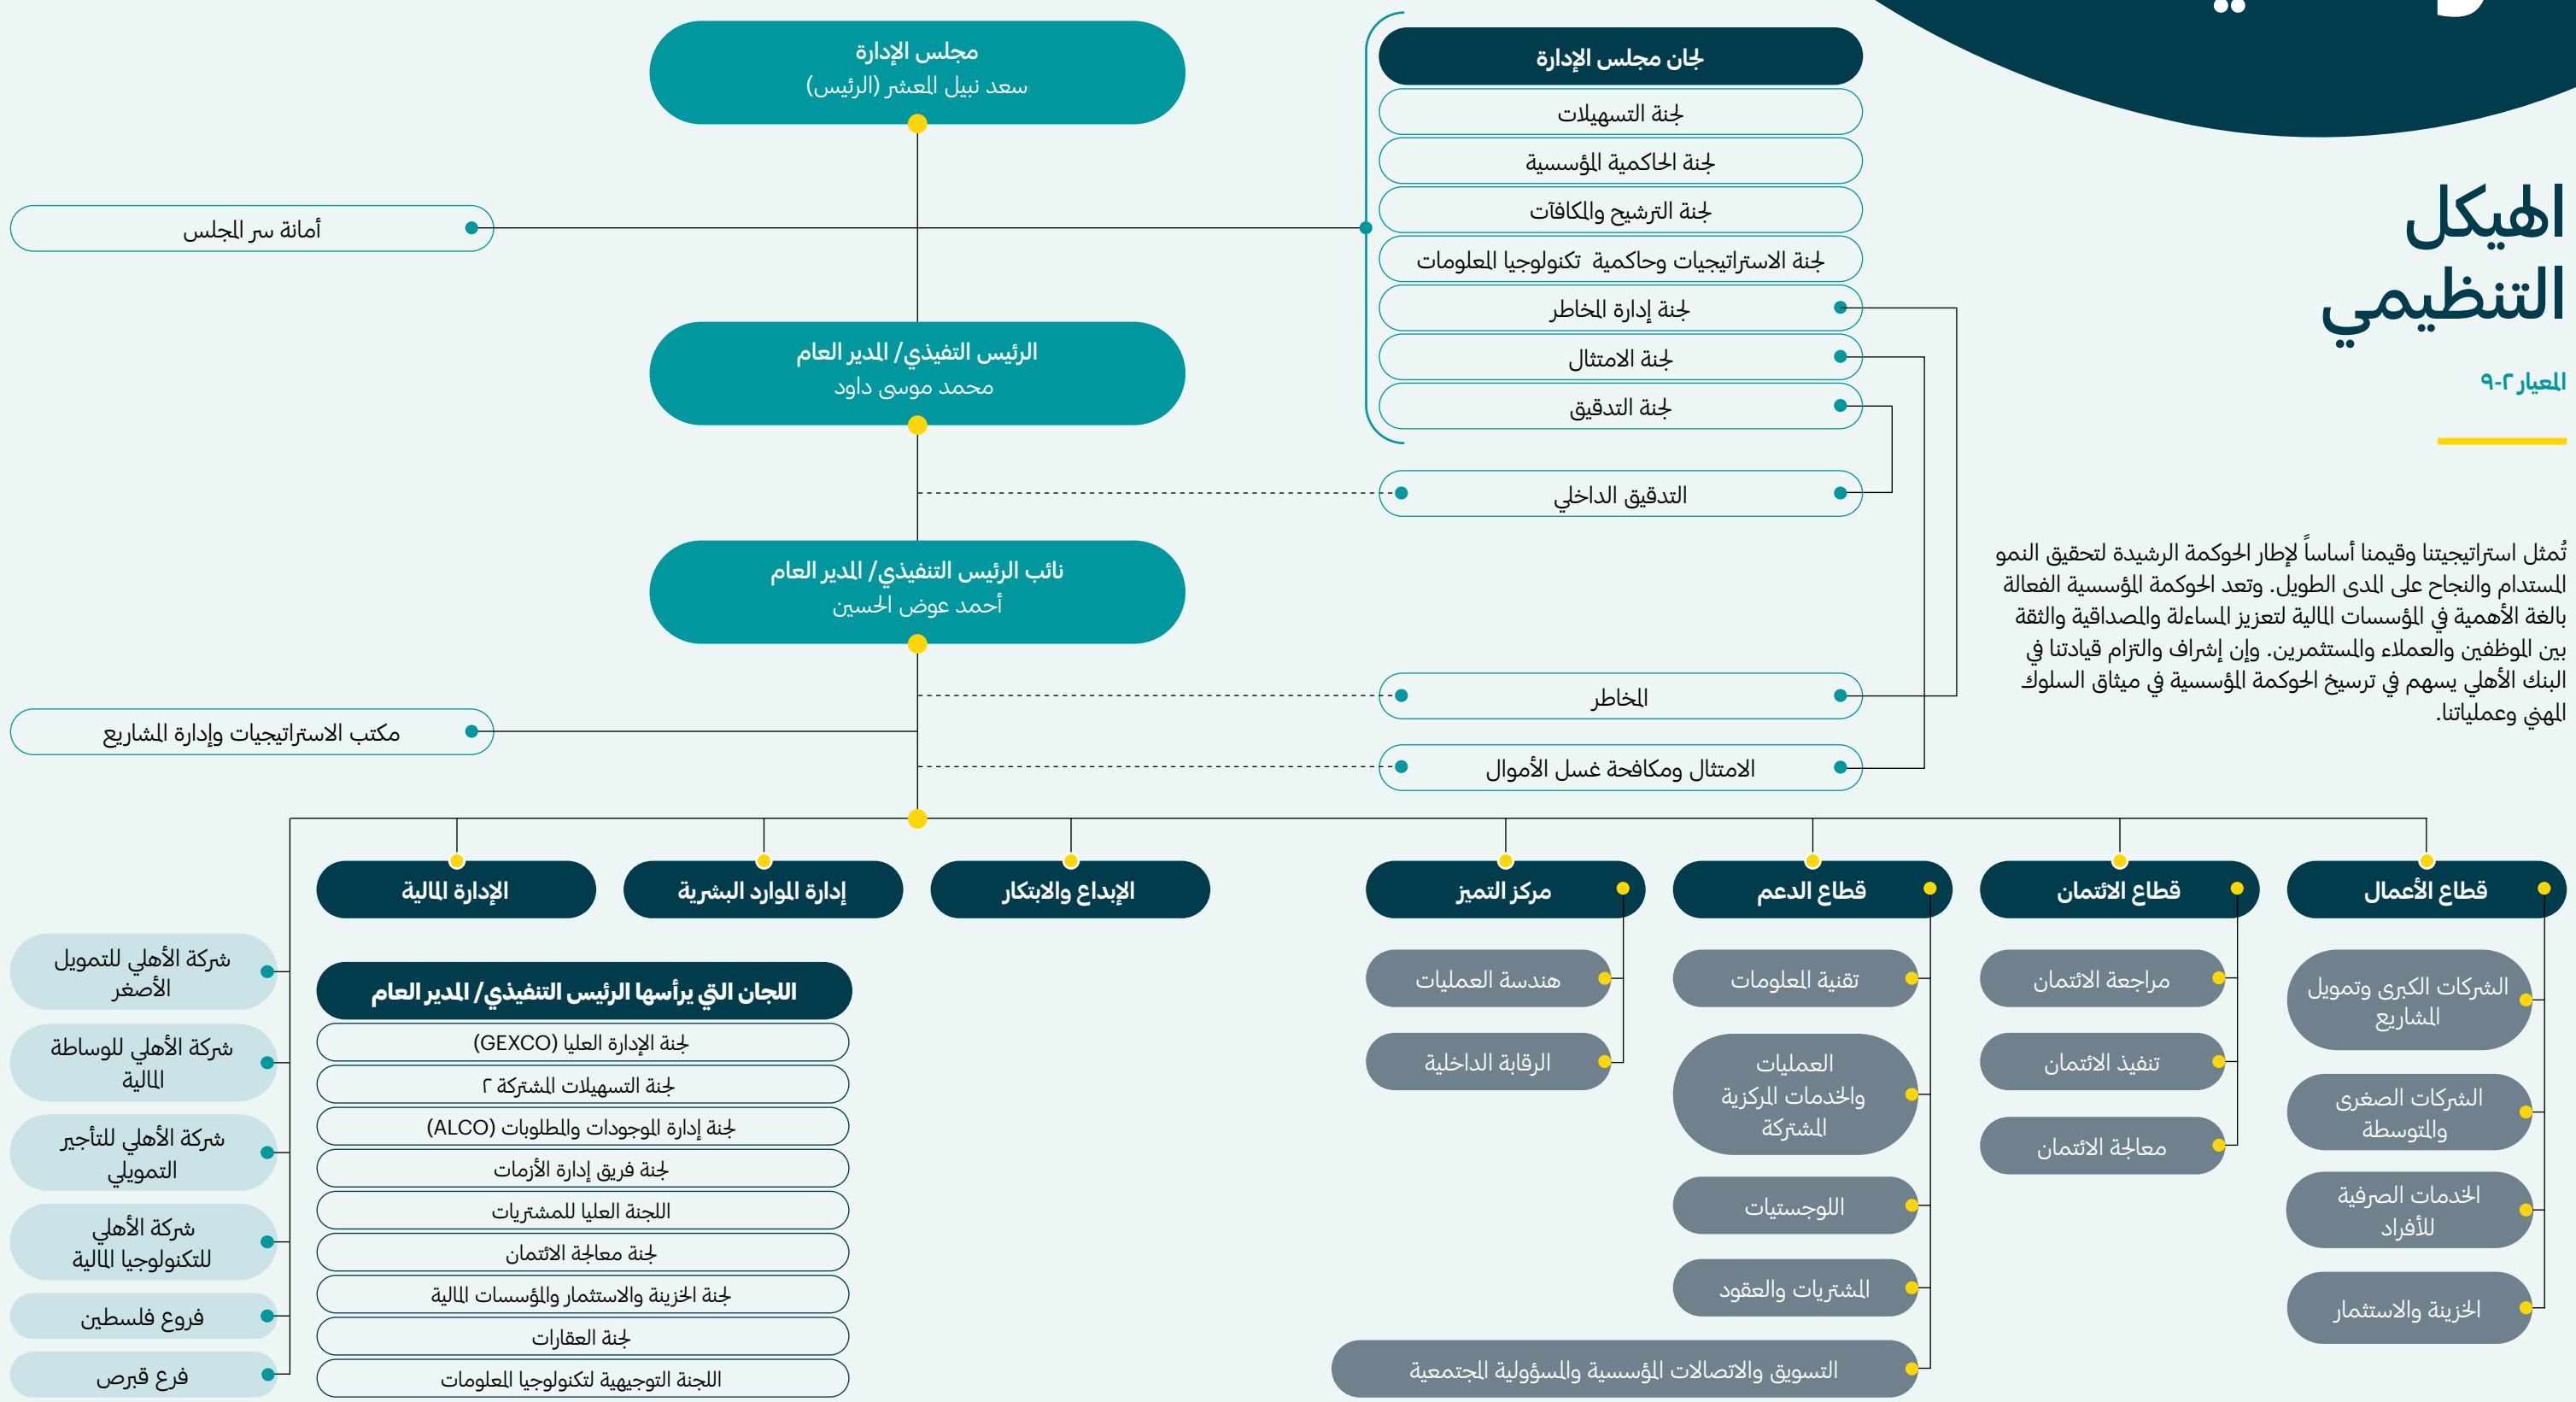 الهيكل
التنظيمي
المعيار ٢-٩
تُمثل استراتيجيتنا وقيمنا أساساً لإطار الحوكمة الرشيدة لتحقيق النمو
المستدام والنجاح على المدى الطويل. وتعد الحوكمة المؤسسية الفعالة
بالغة الأهمية في المؤسسات المالية لتعزيز المساءلة والمصداقية والثقة
بين الموظفين والعملاء والمستثمرين. وإن إشراف والتزام قيادتنا في
البنك الأهلي يسهم في ترسيخ الحوكمة المؤسسية في ميثاق السلوك
المهني وعملياتنا.
لجان مجلس الإدارة
لجنة التسهيلات
لجنة الحاكمية المؤسسية
لجنة الترشيح والمكافآت
لجنة الاستراتيجيات وحاكمية تكنولوجيا المعلومات
لجنة إدارة المخاطر
لجنة الامتثال
لجنة التدقيق
التدقيق الداخلي
المخاطر
الامتثال ومكافحة غسل الأموال
مجلس الإدارة
سعد نبيل المعشر (الرئيس)
أمانة سر المجلس
الرئيس التفيذي/ المدير العام
محمد موسى داود
نائب الرئيس التنفيذي/ المدير العام
أحمد عوض الحسين
مكتب الاستراتيجيات وإدارة المشاريع
قطاع الأعمال
الشركات الكبرى وتمويل
المشاريع
الشركات الصغرى
والمتوسطة
الخدمات الصرفية
للأفراد
الخزينة والاستثمار
قطاع الائتمان
مراجعة الائتمان
تنفيذ الائتمان
معالجة الائتمان
قطاع الدعم
تقنية المعلومات
العمليات
والخدمات المركزية
المشتركة
اللوجستيات
المشتريات والعقود
التسويق والاتصالات المؤسسية والمسؤولية المجتمعية
مركز التميز
هندسة العمليات
الرقابة الداخلية
الإبداع والابتكار
إدارة الموارد البشرية
الإدارة المالية
اللجان التي يرأسها الرئيس التنفيذي/ المدير العام
لجنة الإدارة العليا (GEXCO)
لجنة التسهيلات المشتركة ٢
لجنة إدارة الموجودات والمطلوبات (ALCO)
لجنة فريق إدارة الأزمات
اللجنة العليا للمشتريات
لجنة معالجة الائتمان
لجنة الخزينة والاستثمار والمؤسسات المالية
لجنة العقارات
اللجنة التوجيهية لتكنولوجيا المعلومات
شركة الأهلي للتمويل
الأصغر
شركة الأهلي للوساطة
المالية
شركة الأهلي للتأجير
التمويلي
شركة الأهلي
للتكنولوجيا المالية
فروع فلسطين
فرع قبرص